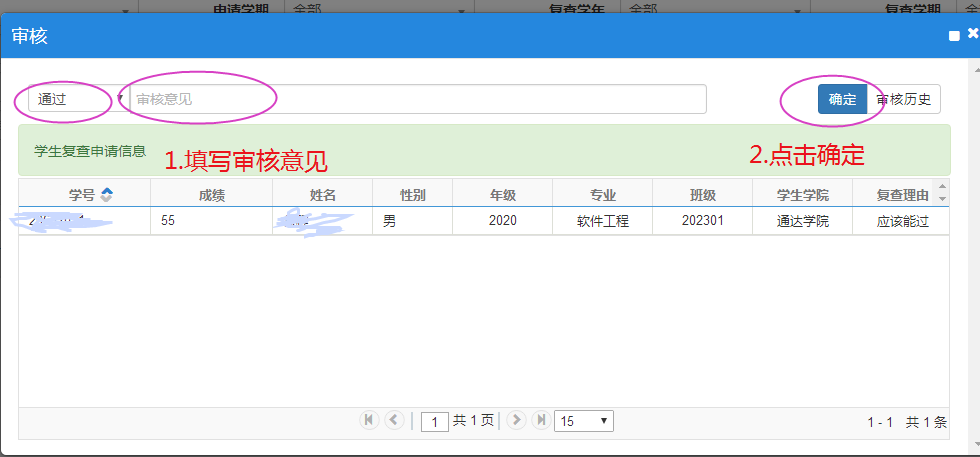 申请学期 全部 复查学年 全部 复查学期
审核
通过 审核意见 确定 审核历史
学生复查申请信息 1.填写审核意见 2.点击确定
学号 成绩 姓名 性别 年级 专业 班级 学生学院 复查理由
55 男 2020 软件工程 202301 通达学院 应该能过
1 共 1 页 15 1 - 1 共 1 条